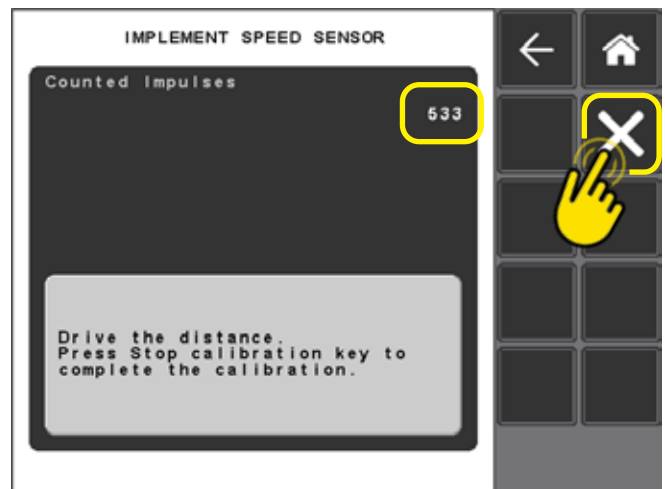 IMPLEMENT SPEED SENSOR
Counted Impulses
533
Drive the distance.
Press Stop calibration key to
complete the calibration.